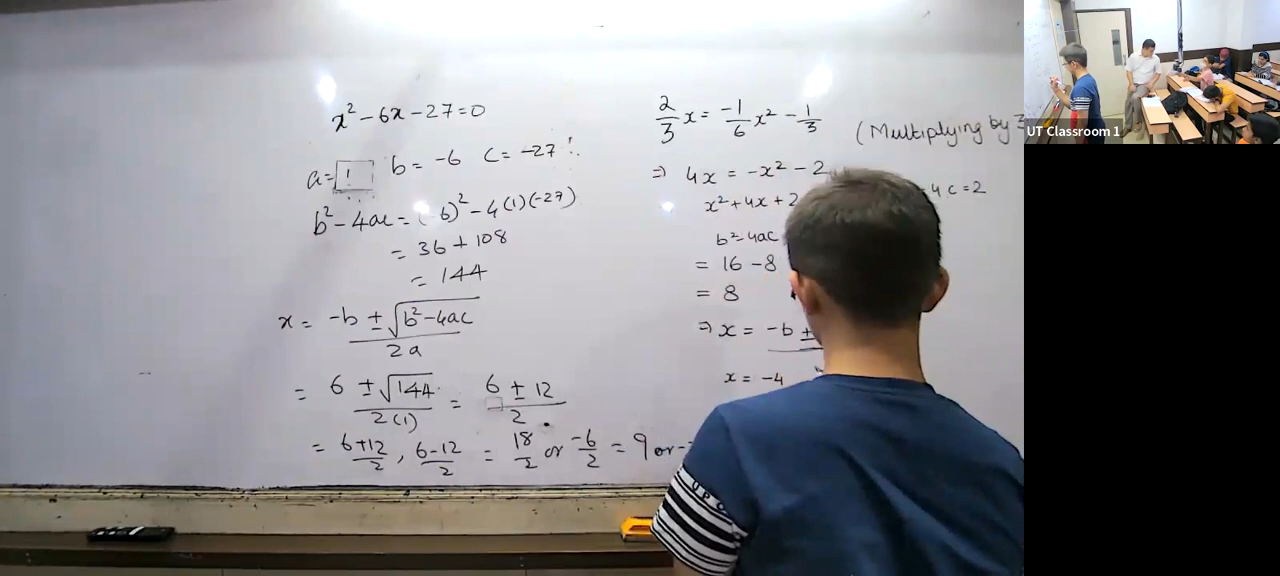 x² - 6x - 27 = 0
a = 1 b = -6 c = -27
b² - 4ac = (-6)² - 4(1)(-27)
= 36 + 108
= 144
x = -b ± √b² - 4ac / 2a
= 6 ± √144 / 2(1) = 6 ± 12 / 2
= 6+12 / 2 , 6-12 / 2 = 18/2 or -6/2 = 9 or -
2/3 x = -1/6 x² - 1/3
(Multiplying by
⇒ 4x = -x² - 2
x² + 4x + 2
4 c = 2
b² - 4ac
= 16 - 8
= 8
⇒ x = -b ±
x = -4
UT Classroom 1